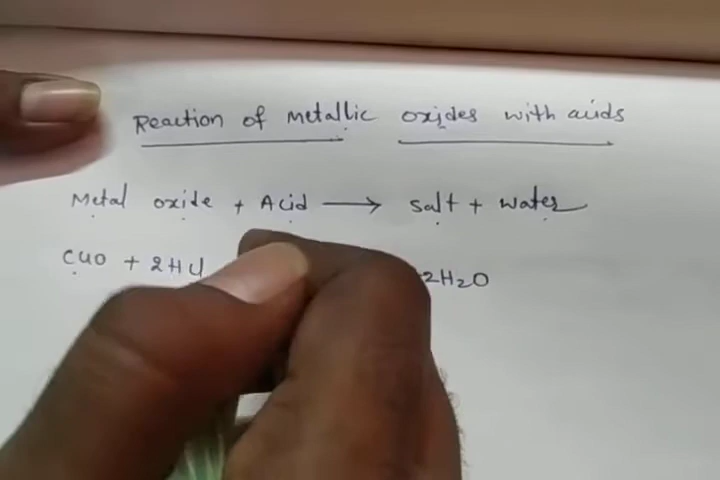 Reaction of metallic oxides with acids
Metal oxide + Acid ⟶ salt + water
CuO + 2HCl 2H₂O